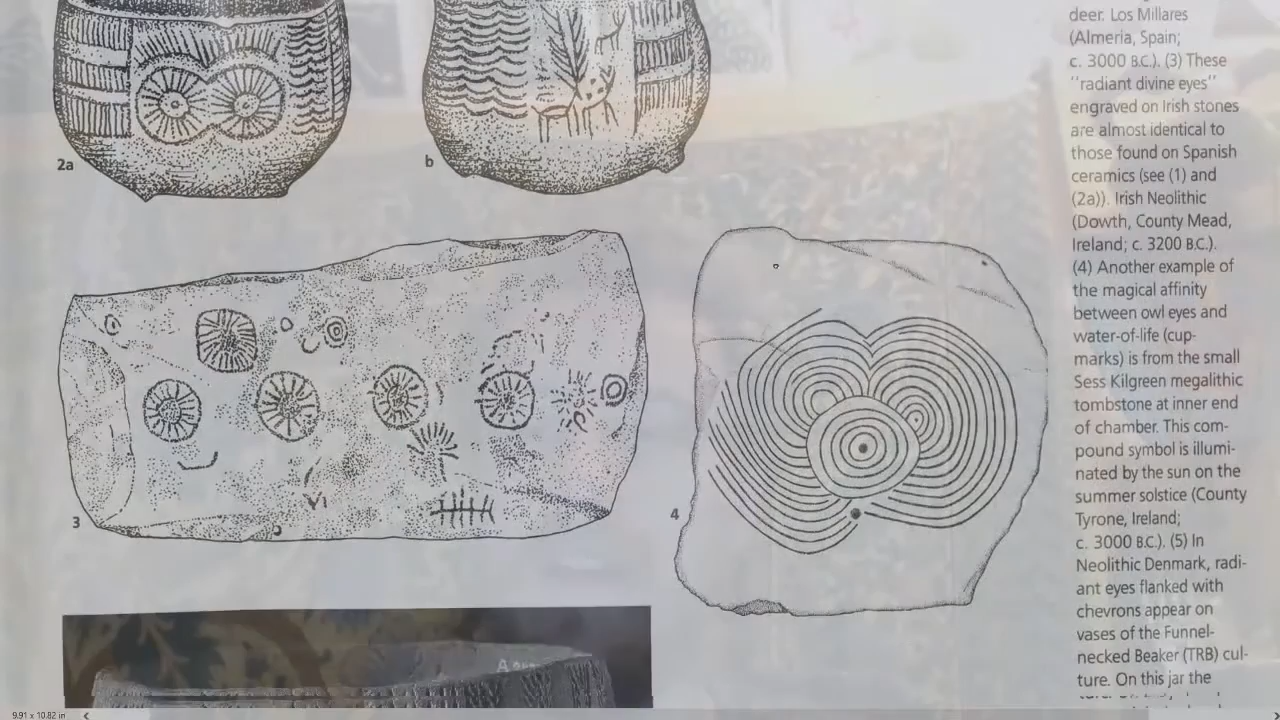 2a
b
3
4
deer. Los Millares
(Almeria, Spain;
c. 3000 B.C.). (3) These
"radiant divine eyes"
engraved on Irish stones
are almost identical to
those found on Spanish
ceramics (see (1) and
(2a)). Irish Neolithic
(Dowth, County Mead,
Ireland; c. 3200 B.C.).
(4) Another example of
the magical affinity
between owl eyes and
water-of-life (cup-
marks) is from the small
Sess Kilgreen megalithic
tombstone at inner end
of chamber. This com-
pound symbol is illumi-
nated by the sun on the
summer solstice (County
Tyrone, Ireland;
c. 3000 B.C.). (5) In
Neolithic Denmark, radi-
ant eyes flanked with
chevrons appear on
vases of the Funnel-
necked Beaker (TRB) cul-
ture. On this jar the
9.91 x 10.82 in